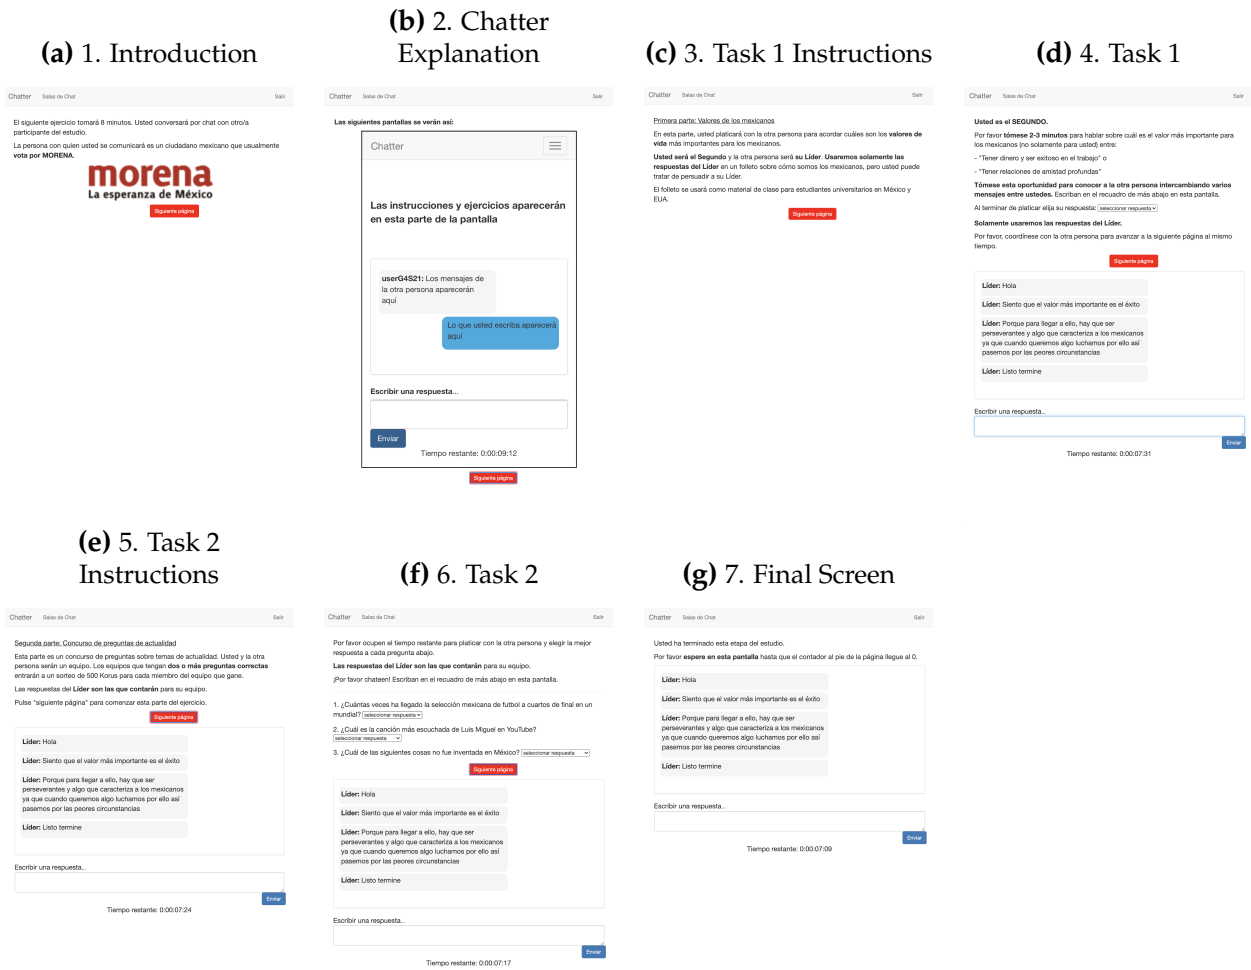 (a) 1. Introduction
Chatter Salas de Chat Salir
El siguiente ejercicio tomará 8 minutos. Usted conversará por chat con otro/a
participante del estudio.
La persona con quien usted se comunicará es un ciudadano mexicano que usualmente
vota por MORENA.
morena
La esperanza de México
Siguiente página
(b) 2. Chatter
Explanation
Chatter Salas de Chat Salir
Las siguientes pantallas se verán así:
Chatter
Las instrucciones y ejercicios aparecerán
en esta parte de la pantalla
userG4S21: Los mensajes de
la otra persona aparecerán
aquí
Lo que usted escriba aparecerá
aquí
Escribir una respuesta...
Enviar
Tiempo restante: 0:00:09:12
Siguiente página
(c) 3. Task 1 Instructions
Chatter Salas de Chat Salir
Primera parte: Valores de los mexicanos
En esta parte, usted platicará con la otra persona para acordar cuáles son los valores de
vida más importantes para los mexicanos.
Usted será el Segundo y la otra persona será su Líder. Usaremos solamente las
respuestas del Líder en un folleto sobre cómo somos los mexicanos, pero usted puede
tratar de persuadir a su Líder.
El folleto se usará como material de clase para estudiantes universitarios en México y
EUA.
Siguiente página
(d) 4. Task 1
Chatter Salas de Chat Salir
Usted es el SEGUNDO.
Por favor tómese 2-3 minutos para hablar sobre cuál es el valor más importante para
los mexicanos (no solamente para usted) entre:
- "Tener dinero y ser exitoso en el trabajo" o
- "Tener relaciones de amistad profundas"
Tómese esta oportunidad para conocer a la otra persona intercambiando varios
mensajes entre ustedes. Escriban en el recuadro de más abajo en esta pantalla.
Al terminar de platicar elija su respuesta: seleccionar respuesta
Solamente usaremos las respuestas del Líder.
Por favor, coordínese con la otra persona para avanzar a la siguiente página al mismo
tiempo.
Siguiente página
Líder: Hola
Líder: Siento que el valor más importante es el éxito
Líder: Porque para llegar a ello, hay que ser
perseverantes y algo que caracteriza a los mexicanos
ya que cuando queremos algo luchamos por ello así
pasemos por las peores circunstancias
Líder: Listo termine
Escribir una respuesta...
Enviar
Tiempo restante: 0:00:07:31
(e) 5. Task 2
Instructions
Chatter Salas de Chat Salir
Segunda parte: Concurso de preguntas de actualidad
Esta parte es un concurso de preguntas sobre temas de actualidad. Usted y la otra
persona serán un equipo. Los equipos que tengan dos o más preguntas correctas
entrarán a un sorteo de 500 Korus para cada miembro del equipo que gane.
Las respuestas del Líder son las que contarán para su equipo.
Pulse "siguiente página" para comenzar esta parte del ejercicio.
Siguiente página
Líder: Hola
Líder: Siento que el valor más importante es el éxito
Líder: Porque para llegar a ello, hay que ser
perseverantes y algo que caracteriza a los mexicanos
ya que cuando queremos algo luchamos por ello así
pasemos por las peores circunstancias
Líder: Listo termine
Escribir una respuesta...
Enviar
Tiempo restante: 0:00:07:24
(f) 6. Task 2
Chatter Salas de Chat Salir
Por favor ocupen el tiempo restante para platicar con la otra persona y elegir la mejor
respuesta a cada pregunta abajo.
Las respuestas del Líder son las que contarán para su equipo.
¡Por favor chateen! Escriban en el recuadro de más abajo en esta pantalla.
1. ¿Cuántas veces ha llegado la selección mexicana de futbol a cuartos de final en un
mundial? seleccionar respuesta
2. ¿Cuál es la canción más escuchada de Luis Miguel en YouTube?
seleccionar respuesta
3. ¿Cuál de las siguientes cosas no fue inventada en México? seleccionar respuesta
Siguiente página
Líder: Hola
Líder: Siento que el valor más importante es el éxito
Líder: Porque para llegar a ello, hay que ser
perseverantes y algo que caracteriza a los mexicanos
ya que cuando queremos algo luchamos por ello así
pasemos por las peores circunstancias
Líder: Listo termine
Escribir una respuesta...
Enviar
Tiempo restante: 0:00:07:17
(g) 7. Final Screen
Chatter Salas de Chat Salir
Usted ha terminado esta etapa del estudio.
Por favor espere en esta pantalla hasta que el contador al pie de la página llegue al 0.
Líder: Hola
Líder: Siento que el valor más importante es el éxito
Líder: Porque para llegar a ello, hay que ser
perseverantes y algo que caracteriza a los mexicanos
ya que cuando queremos algo luchamos por ello así
pasemos por las peores circunstancias
Líder: Listo termine
Escribir una respuesta...
Enviar
Tiempo restante: 0:00:07:09